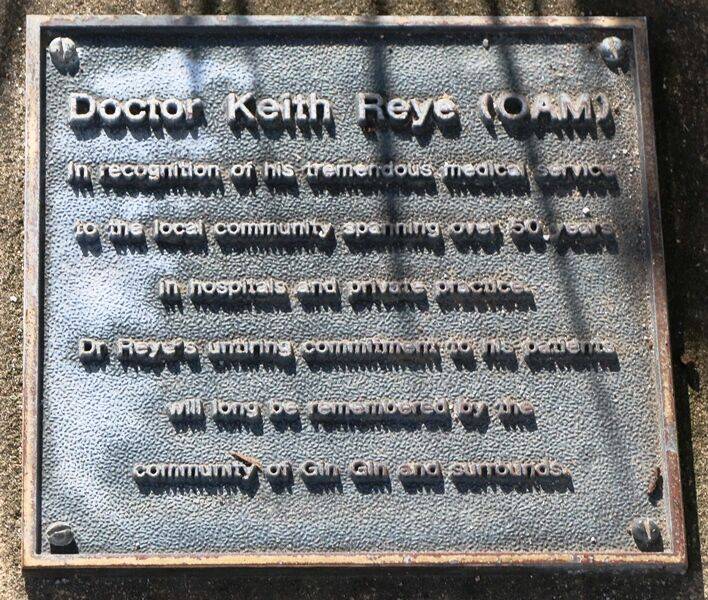 Doctor Keith Reye (OAM)
In recognition of his tremendous medical service
to the local community spanning over 50 years
in hospitals and private practice.
Dr Reye's untiring commitment to his patients
will long be remembered by the
community of Gin Gin and surrounds.